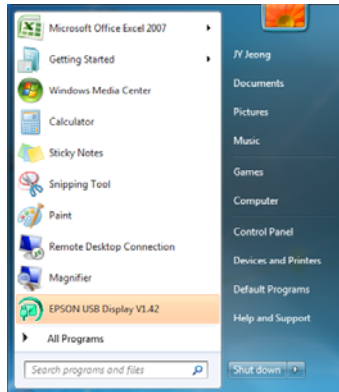 Microsoft Office Excel 2007
Getting Started
Windows Media Center
Calculator
Sticky Notes
Snipping Tool
Paint
Remote Desktop Connection
Magnifier
EPSON USB Display V1.42
All Programs
Search programs and files
JY Jeong
Documents
Pictures
Music
Games
Computer
Control Panel
Devices and Printers
Default Programs
Help and Support
Shut down